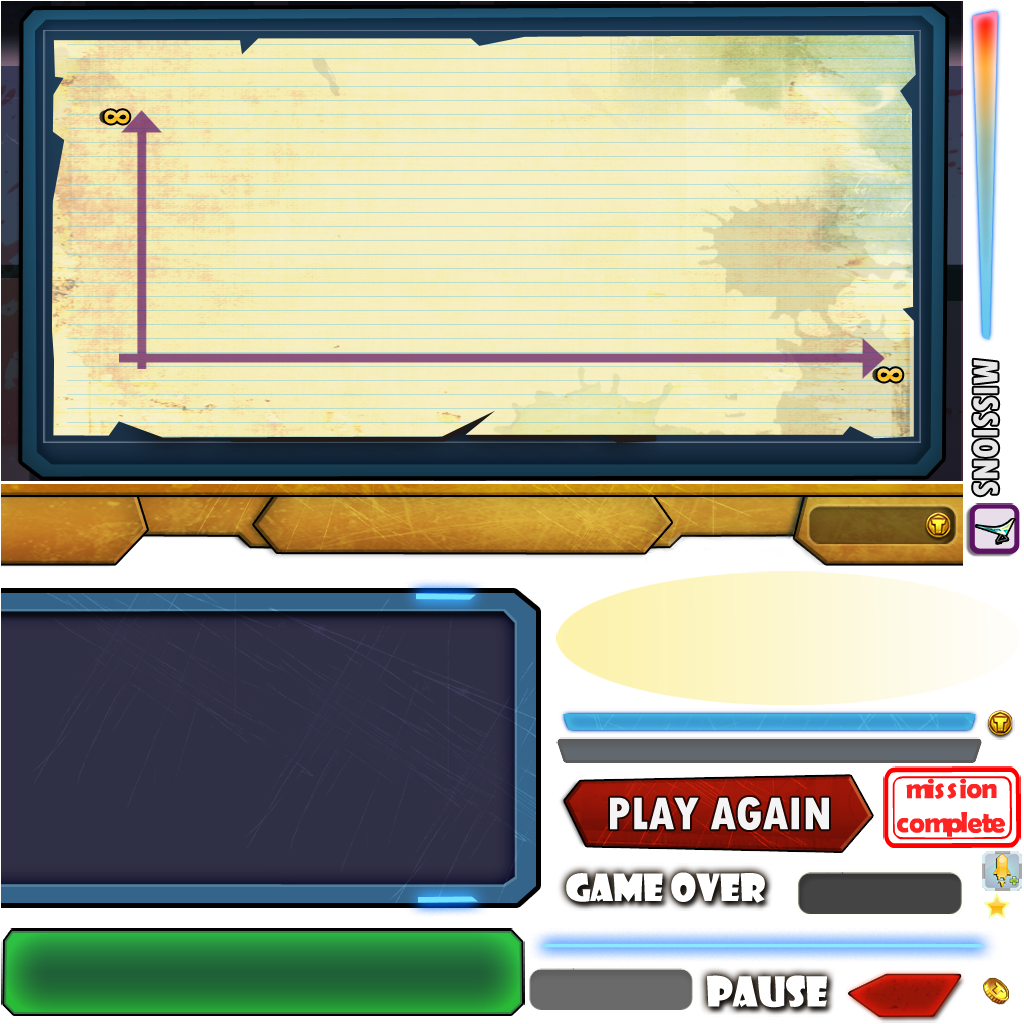 ∞
∞
MISSIONS
T
T
PLAY AGAIN
mission
complete
GAME OVER
PAUSE